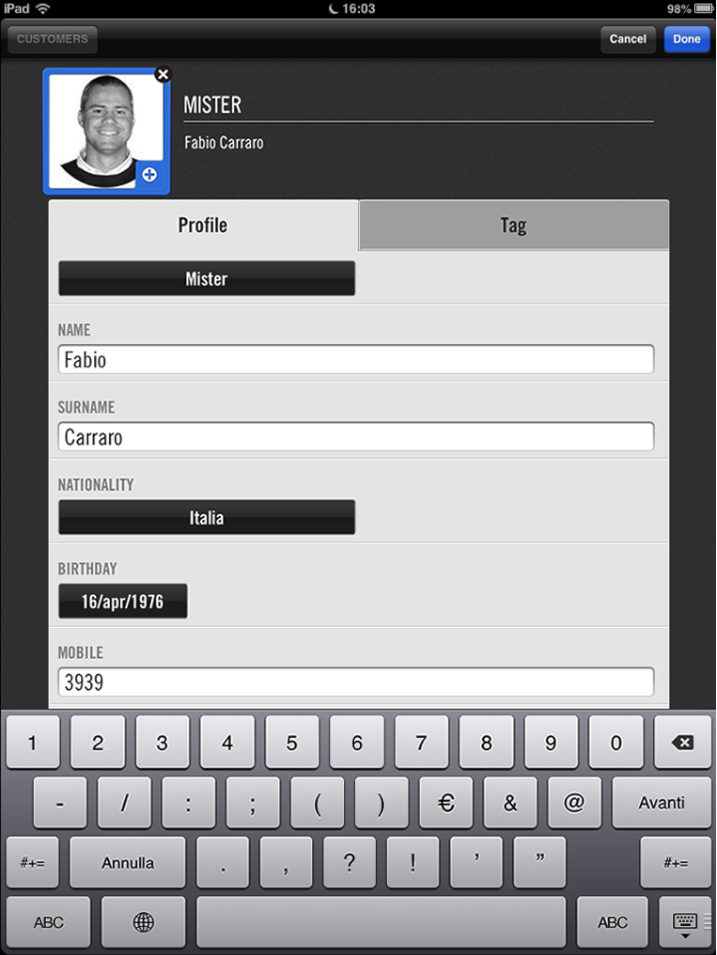 iPad 16:03 98%
CUSTOMERS Cancel Done
MISTER
Fabio Carraro
Profile Tag
Mister
NAME
Fabio
SURNAME
Carraro
NATIONALITY
Italia
BIRTHDAY
16/apr/1976
MOBILE
3939
1 2 3 4 5 6 7 8 9 0
- / : ; ( ) € & @ Avanti
#+= Annulla . , ? ! ' " #+=
ABC ABC